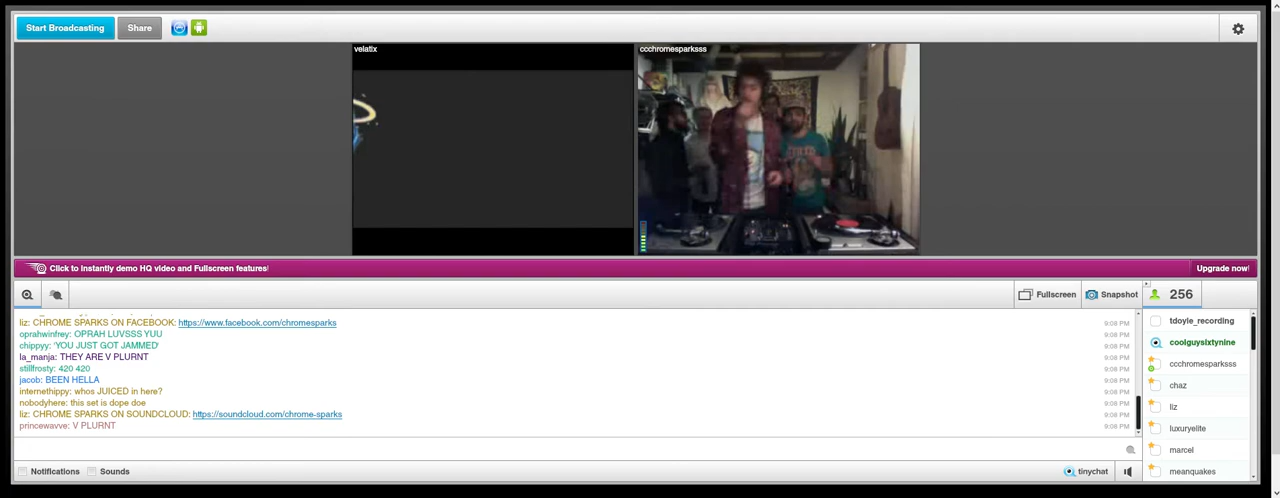 Start Broadcasting
Share
velatix
ccchromesparksss
Click to instantly demo HQ video and Fullscreen features!
Upgrade now!
Fullscreen
Snapshot
256
liz: CHROME SPARKS ON FACEBOOK: https://www.facebook.com/chromesparks 9:08 PM
oprahwinfrey: OPRAH LUVSSS YUU 9:08 PM
chippyy: 'YOU JUST GOT JAMMED' 9:08 PM
la_manja: THEY ARE V PLURNT 9:08 PM
stillfrosty: 420 420 9:08 PM
jacob: BEEN HELLA 9:08 PM
internethippy: whos JUICED in here? 9:08 PM
nobodyhere: this set is dope doe 9:08 PM
liz: CHROME SPARKS ON SOUNDCLOUD: https://soundcloud.com/chrome-sparks 9:08 PM
princewavve: V PLURNT 9:08 PM
tdoyle_recording
coolguysixtynine
ccchromesparksss
chaz
liz
luxuryelite
marcel
meanquakes
Notifications
Sounds
tinychat